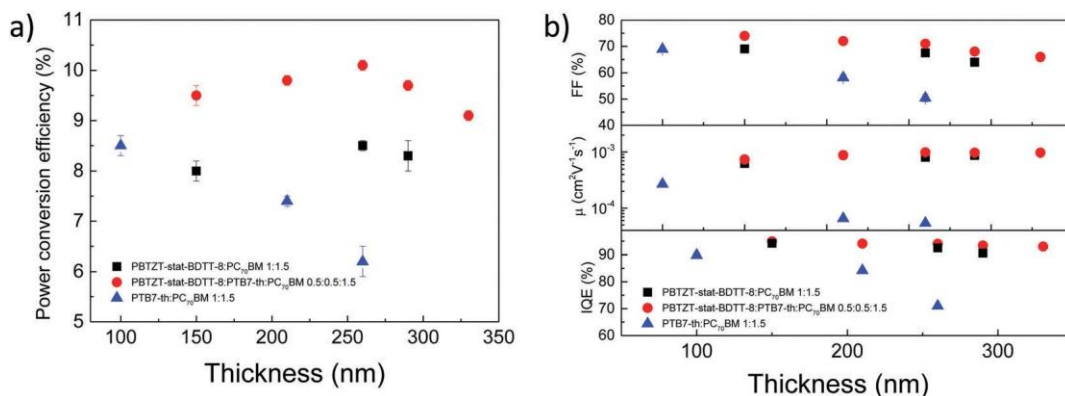 a)
Power conversion efficiency (%)
11
10
9
8
7
6
5
PBTZT-stat-BDTT-8:PC₇₀BM 1:1.5
PBTZT-stat-BDTT-8:PTB7-th:PC₇₀BM 0.5:0.5:1.5
PTB7-th:PC₇₀BM 1:1.5
100 150 200 250 300 350
Thickness (nm)
b)
FF (%)
90
80
70
60
50
40
μ (cm²V⁻¹s⁻¹)
10⁻³
10⁻⁴
IQE (%)
90
80
70
60
PBTZT-stat-BDTT-8:PC₇₀BM 1:1.5
PBTZT-stat-BDTT-8:PTB7-th:PC₇₀BM 0.5:0.5:1.5
PTB7-th:PC₇₀BM 1:1.5
100 200 300
Thickness (nm)